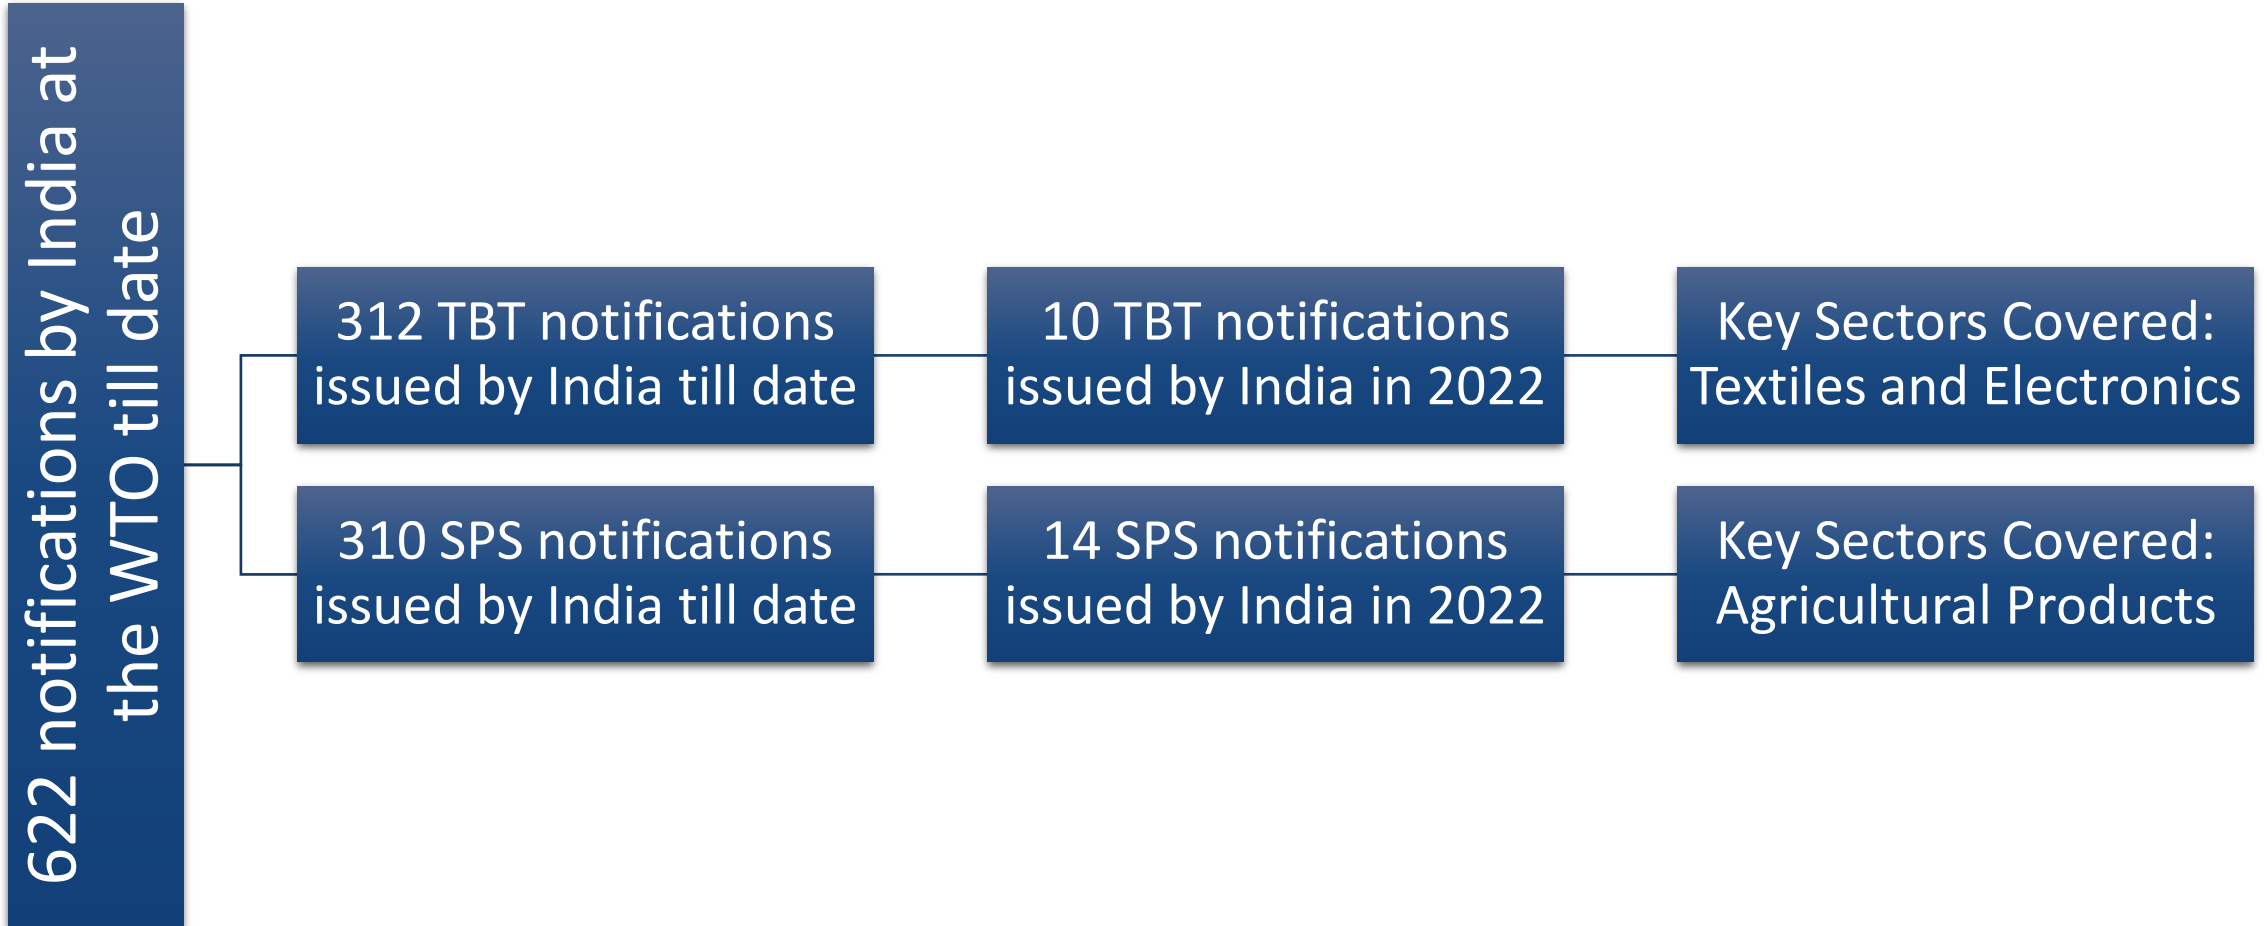 622 notifications by India at
the WTO till date
312 TBT notifications
issued by India till date
10 TBT notifications
issued by India in 2022
Key Sectors Covered:
Textiles and Electronics
310 SPS notifications
issued by India till date
14 SPS notifications
issued by India in 2022
Key Sectors Covered:
Agricultural Products